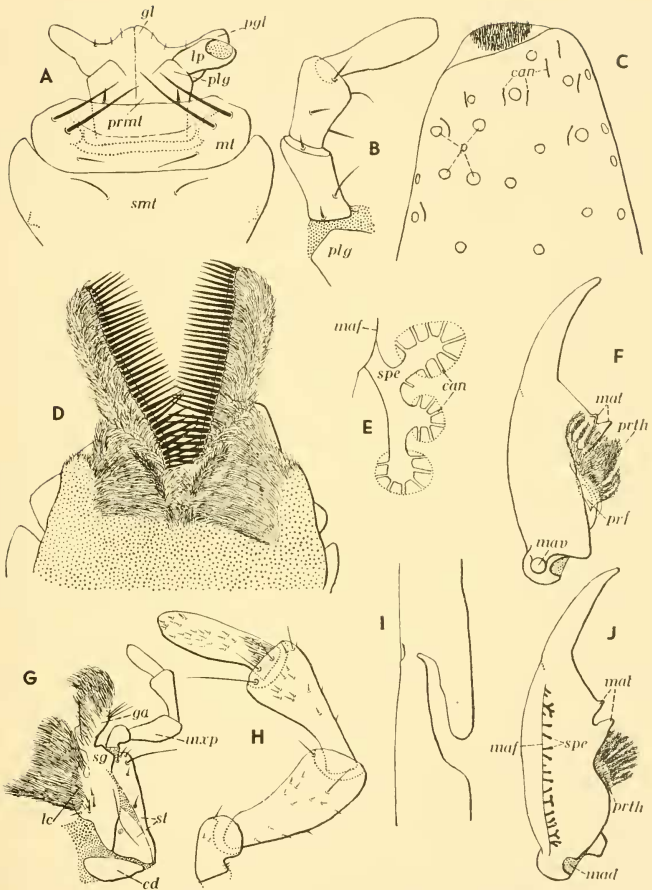 gl
pgl
A
lp
plg
prmt
mt
smt
B
plg
can
C
D
maf
spe
can
E
F
mat
prth
prf
mav
G
ga
mxp
sg
lc
st
cd
H
I
J
mat
maf
spe
prth
mad